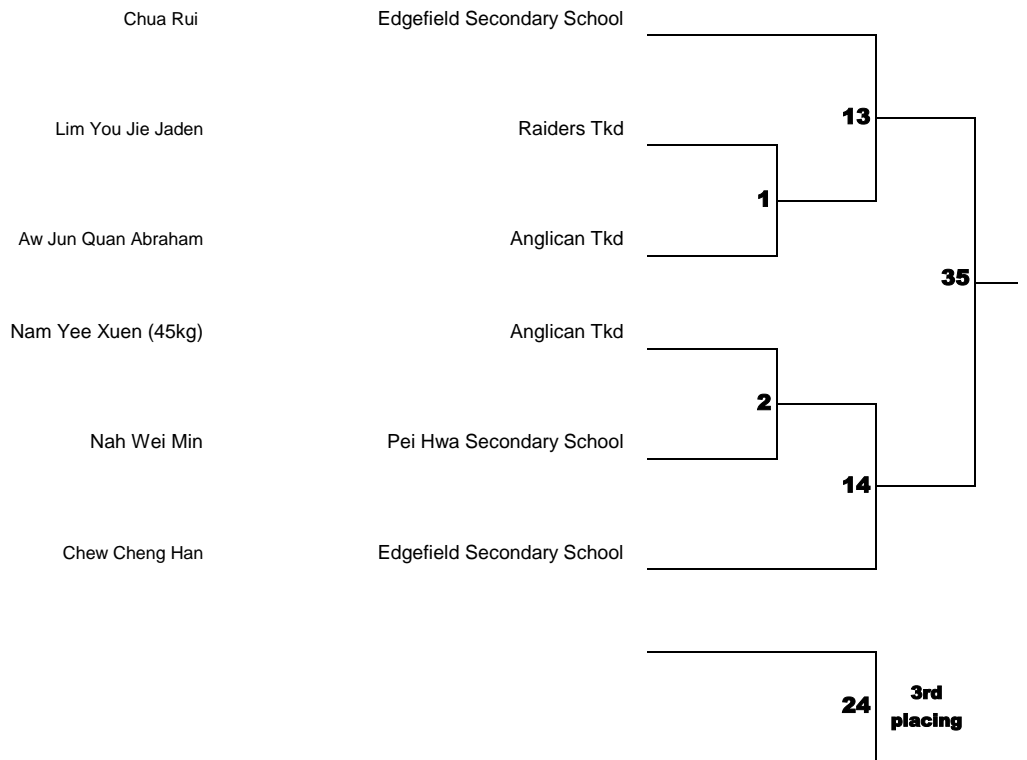 Chua Rui Edgefield Secondary School
13
Lim You Jie Jaden Raiders Tkd
1
Aw Jun Quan Abraham Anglican Tkd
35
Nam Yee Xuen (45kg) Anglican Tkd
2
Nah Wei Min Pei Hwa Secondary School
14
Chew Cheng Han Edgefield Secondary School
24 3rd
placing